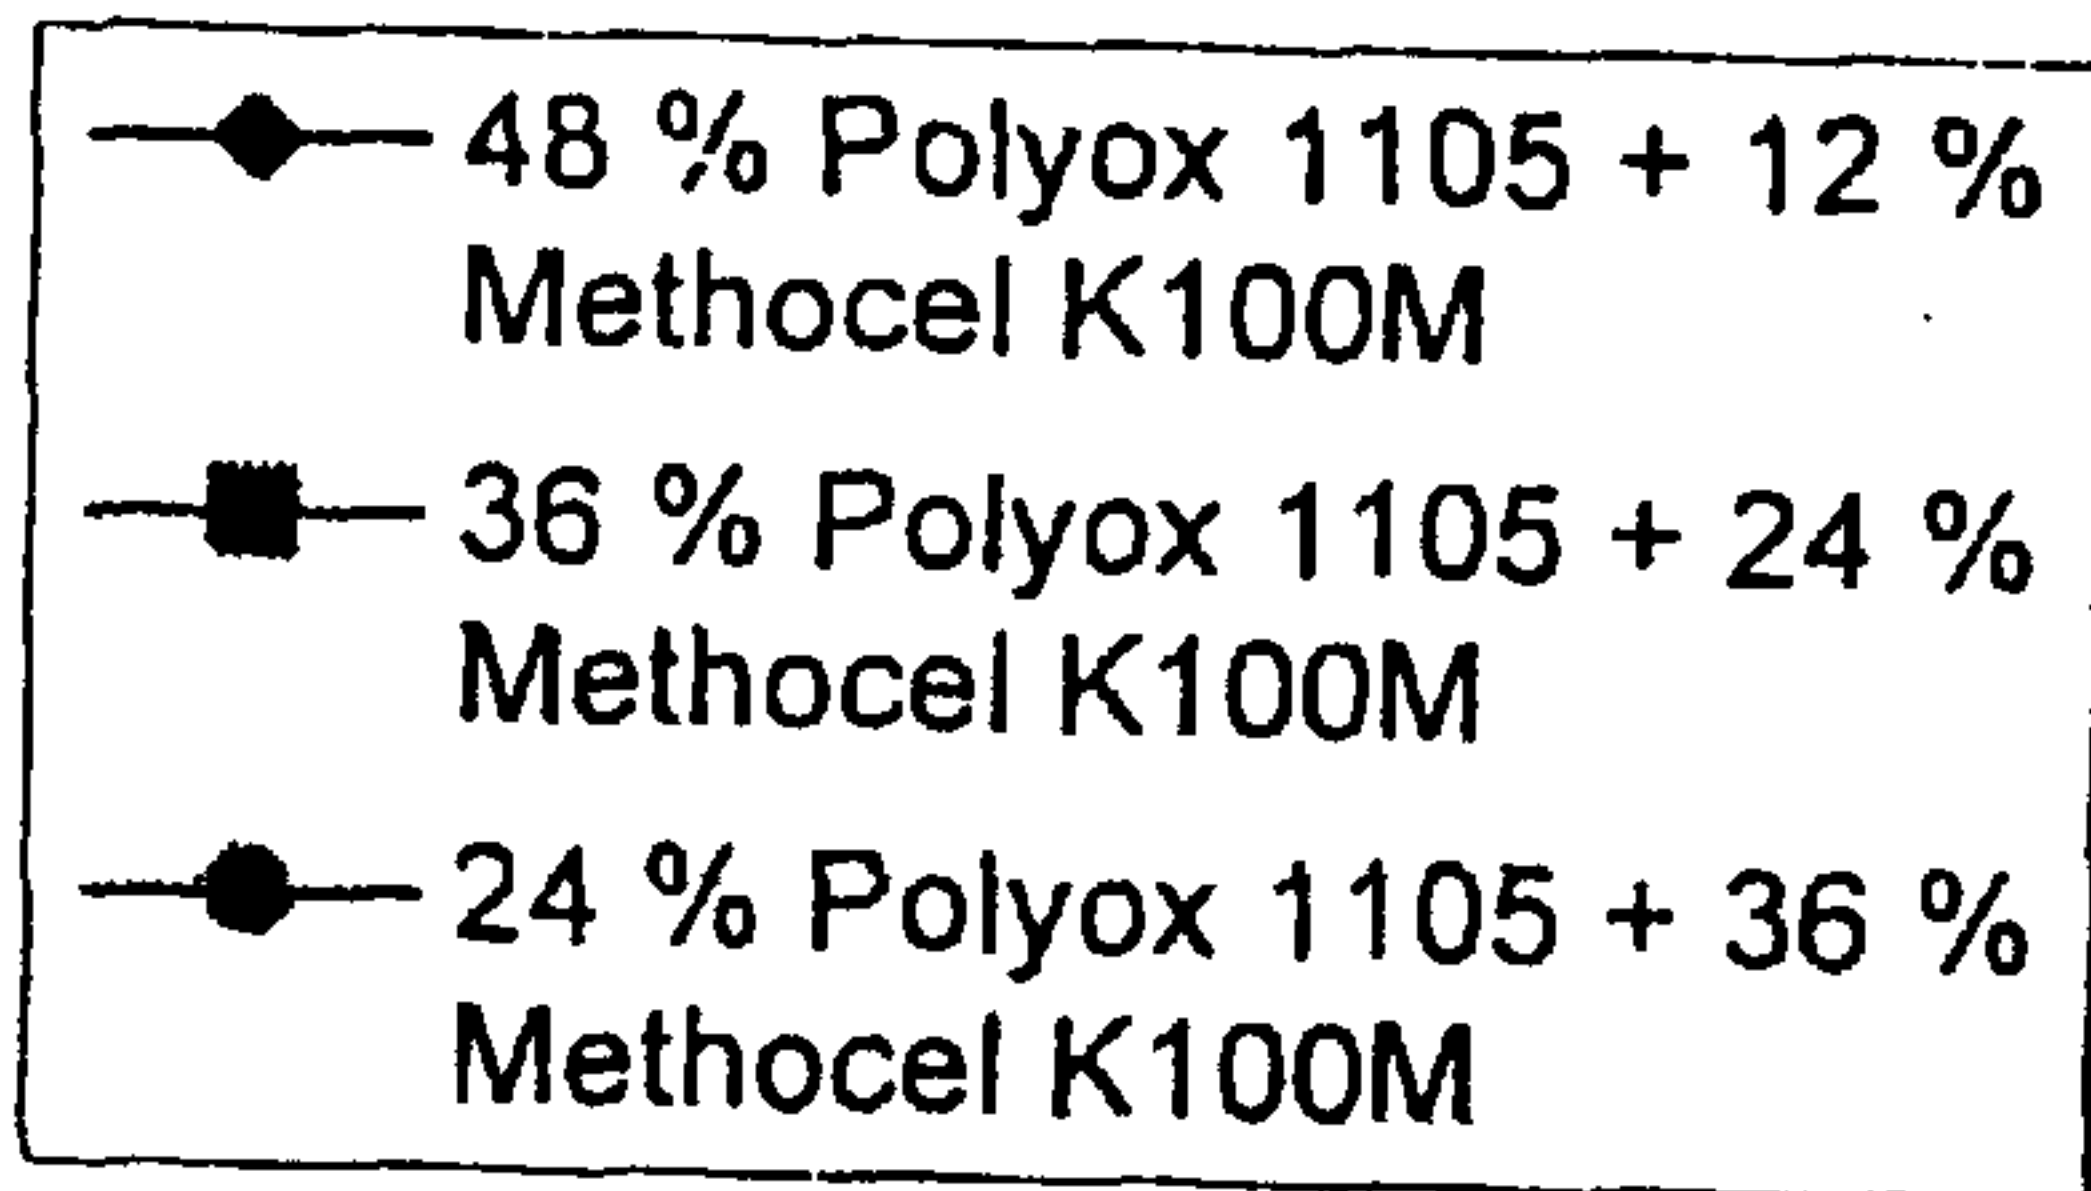 48 % Polyox 1105 + 12 %
Methocel K100M
36 % Polyox 1105 + 24 %
Methocel K100M
24 % Polyox 1105 + 36 %
Methocel K100M